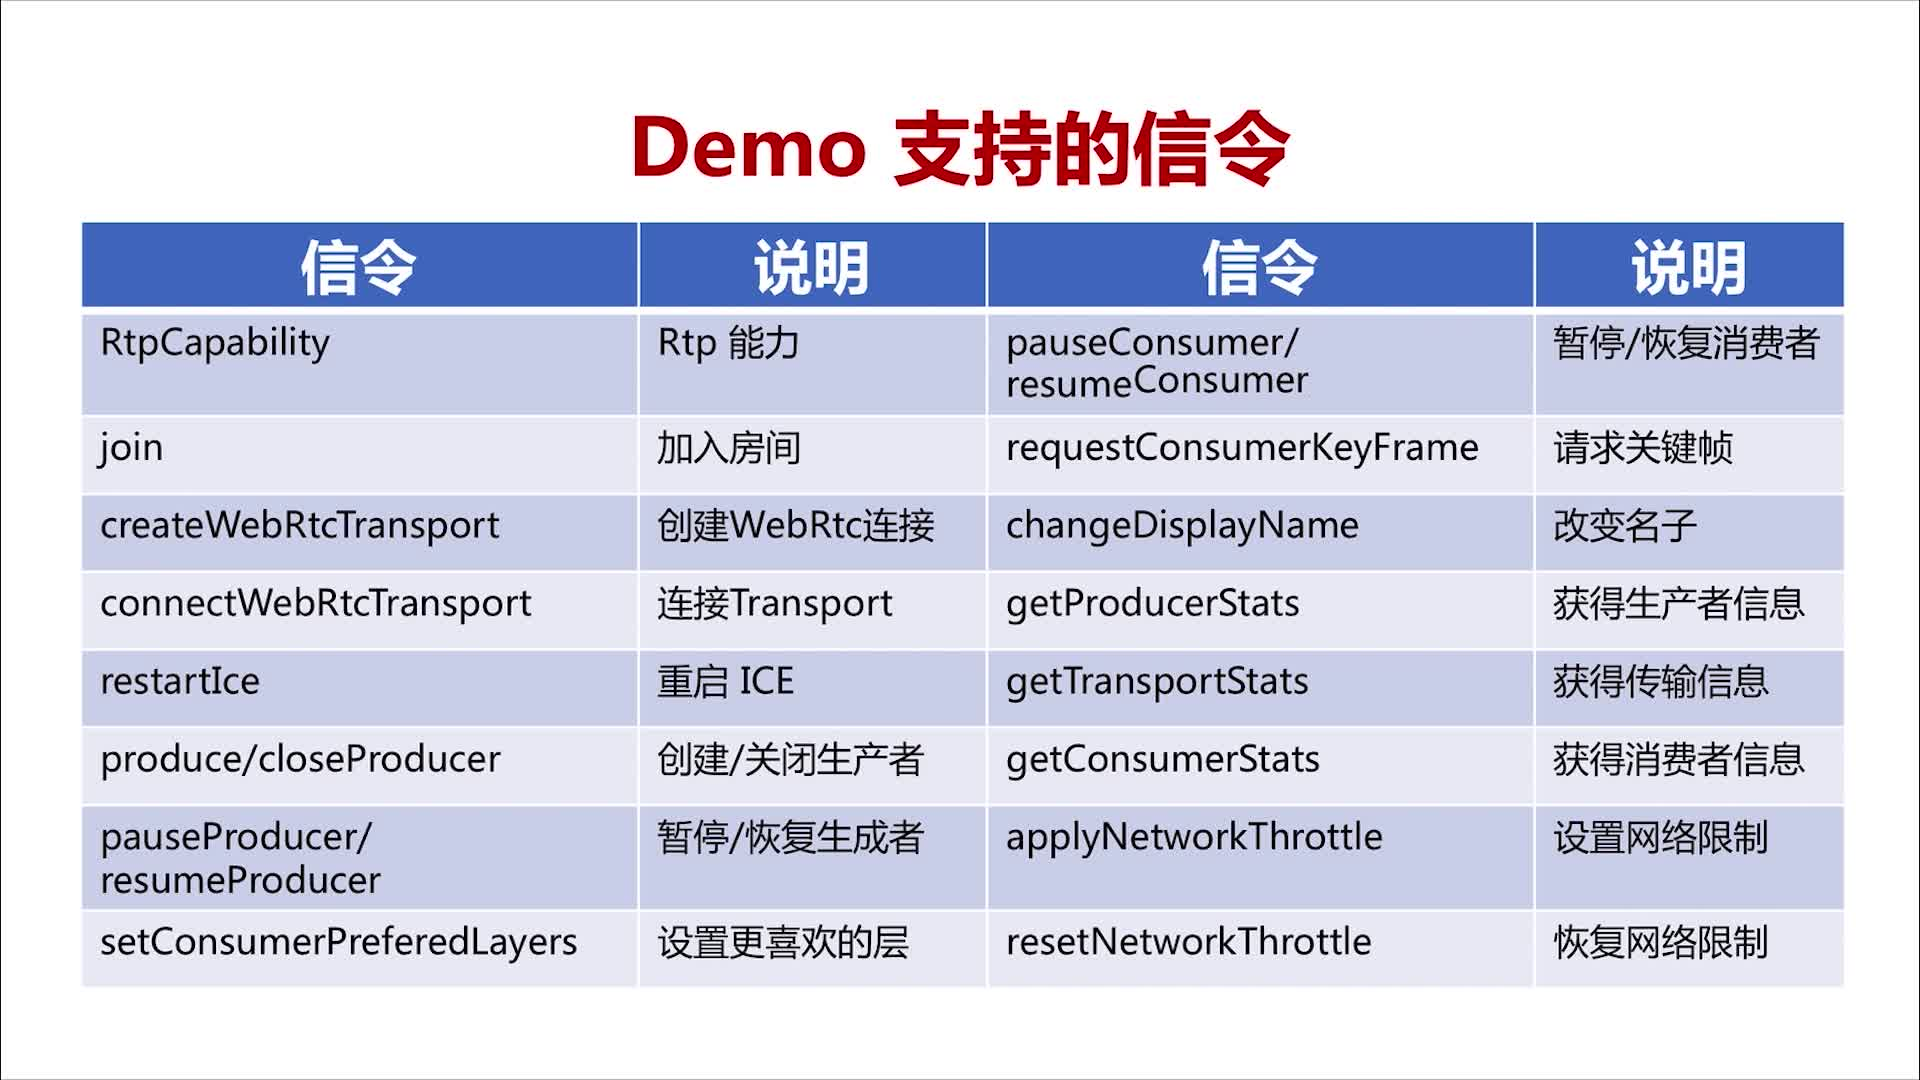 Demo 支持的信令
信令 说明 信令 说明
RtpCapability Rtp 能力 pauseConsumer/ 暂停/恢复消费者
resumeConsumer
join 加入房间 requestConsumerKeyFrame 请求关键帧
createWebRtcTransport 创建WebRtc连接 changeDisplayName 改变名子
connectWebRtcTransport 连接Transport getProducerStats 获得生产者信息
restartIce 重启 ICE getTransportStats 获得传输信息
produce/closeProducer 创建/关闭生产者 getConsumerStats 获得消费者信息
pauseProducer/ 暂停/恢复生成者 applyNetworkThrottle 设置网络限制
resumeProducer
setConsumerPreferedLayers 设置更喜欢的层 resetNetworkThrottle 恢复网络限制